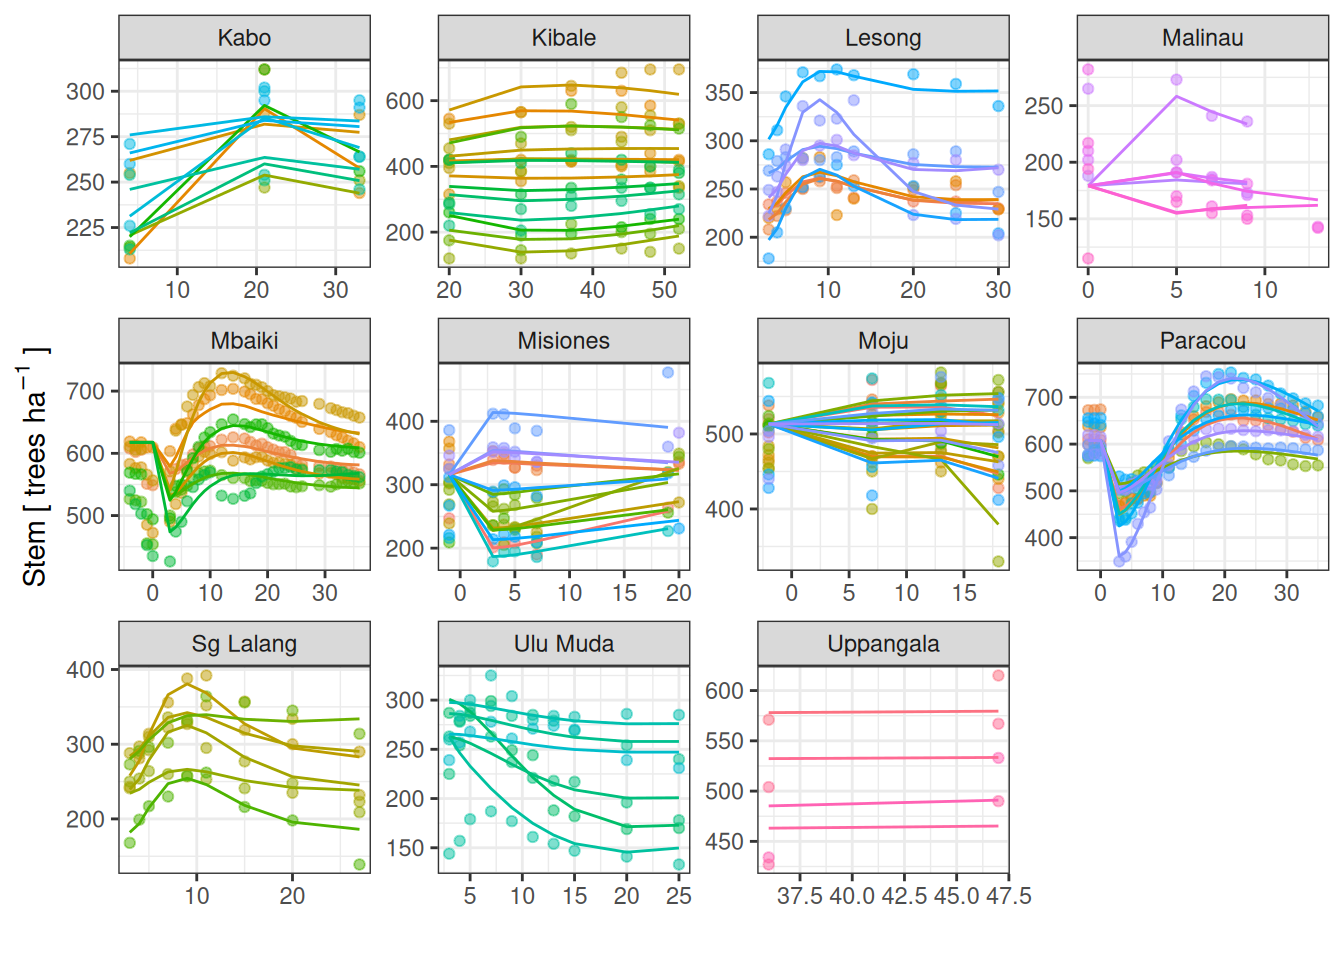 Kabo Kibale Lesong Malinau
300 275 250 225
600 400 200
350 300 250 200
250 200 150
10 20 30
20 30 40 50
10 20 30
0 5 10
Mbaiki Misiones Moju Paracou
700 600 500
400 300 200
500 400
700 600 500 400
0 10 20 30
0 5 10 15 20
0 5 10 15
0 10 20 30
Sg Lalang Ulu Muda Uppangala
400 300 200
300 250 200 150
600 550 500 450
10 20
5 10 15 20 25
37.5 40.0 42.5 45.0 47.5
Stem [ trees ha⁻¹ ]